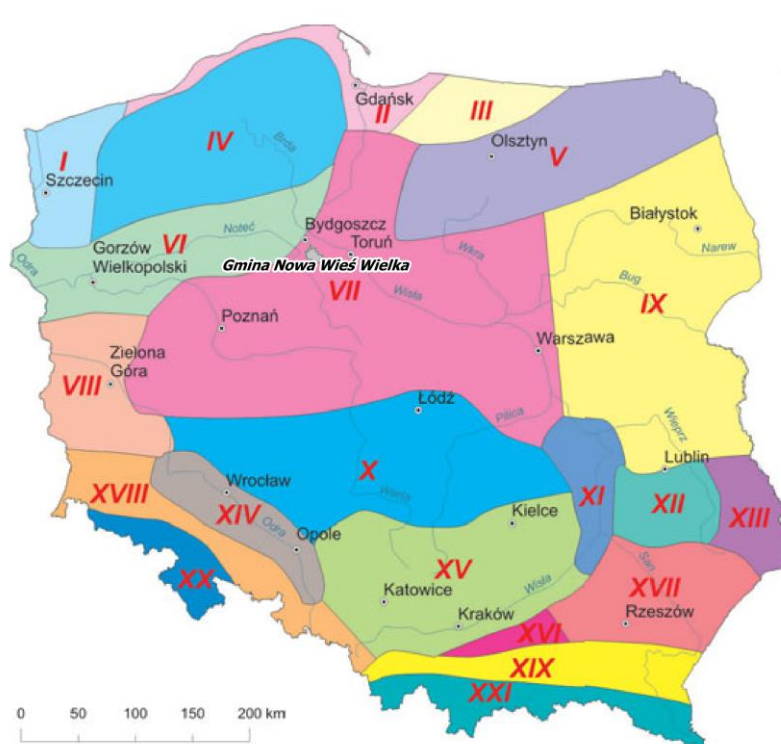 Gdańsk
II
III
IV
Brda
Olsztyn
V
I
Szczecin
Białystok
Bydgoszcz
Toruń
VI
Noteć
Gorzów
Wielkopolski
Odra
Wkra
Narew
Gmina Nowa Wieś Wielka
VII
Wisła
Bug
IX
Poznań
Warszawa
Zielona
Góra
VIII
Łódź
Pilica
Wieprz
Lublin
X
Wrocław
XVIII
XIV
Warta
Kielce
XI
XII
XIII
Odra
Opole
XX
XV
San
XVII
Katowice
Wisła
Kraków
XVI
Rzeszów
XIX
XXI
0 50 100 150 200 km